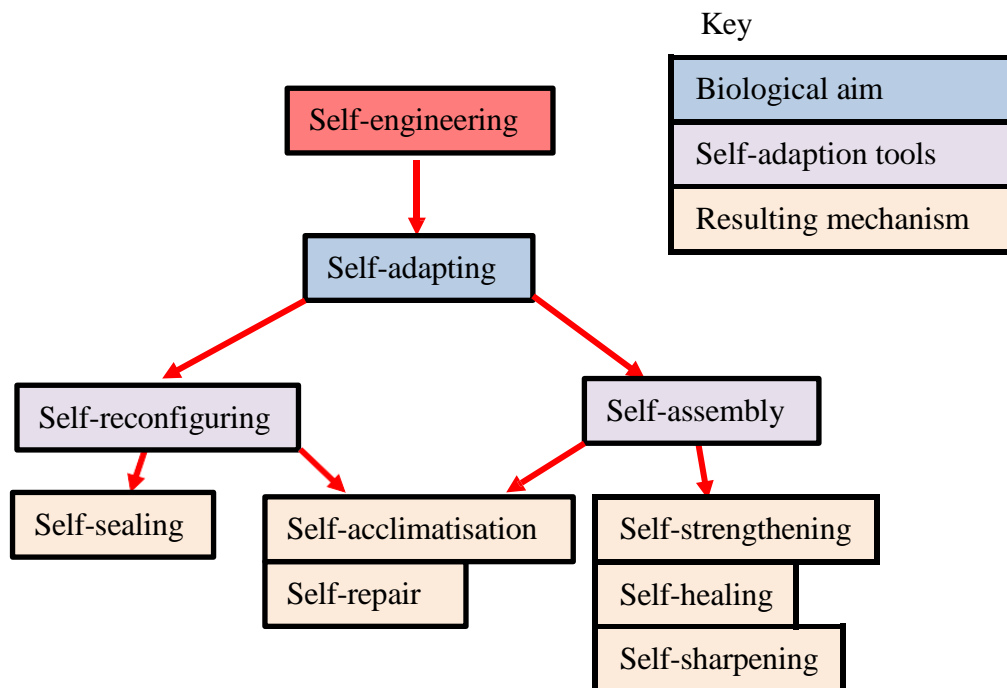 Key
Biological aim
Self-adaption tools
Resulting mechanism
Self-engineering
Self-adapting
Self-reconfiguring
Self-assembly
Self-sealing
Self-acclimatisation
Self-repair
Self-strengthening
Self-healing
Self-sharpening